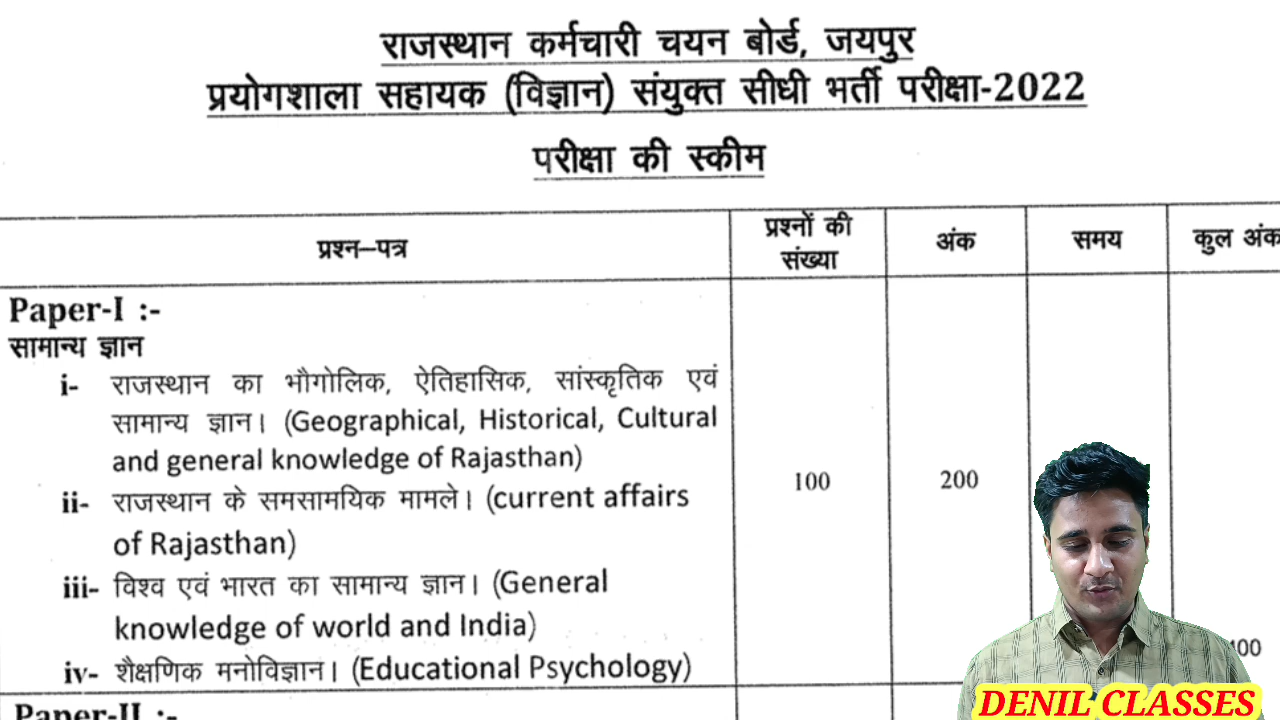 राजस्थान कर्मचारी चयन बोर्ड, जयपुर
प्रयोगशाला सहायक (विज्ञान) संयुक्त सीधी भर्ती परीक्षा-2022
परीक्षा की स्कीम
प्रश्न–पत्र
प्रश्नों की
संख्या
अंक
समय
कुल अंक
Paper-I :-
सामान्य ज्ञान
i- राजस्थान का भौगोलिक, ऐतिहासिक, सांस्कृतिक एवं
सामान्य ज्ञान। (Geographical, Historical, Cultural
and general knowledge of Rajasthan)
ii- राजस्थान के समसामयिक मामले। (current affairs
of Rajasthan)
iii- विश्व एवं भारत का सामान्य ज्ञान। (General
knowledge of world and India)
iv- शैक्षणिक मनोविज्ञान। (Educational Psychology)
100
200
Paper-II :-
DENIL CLASSES